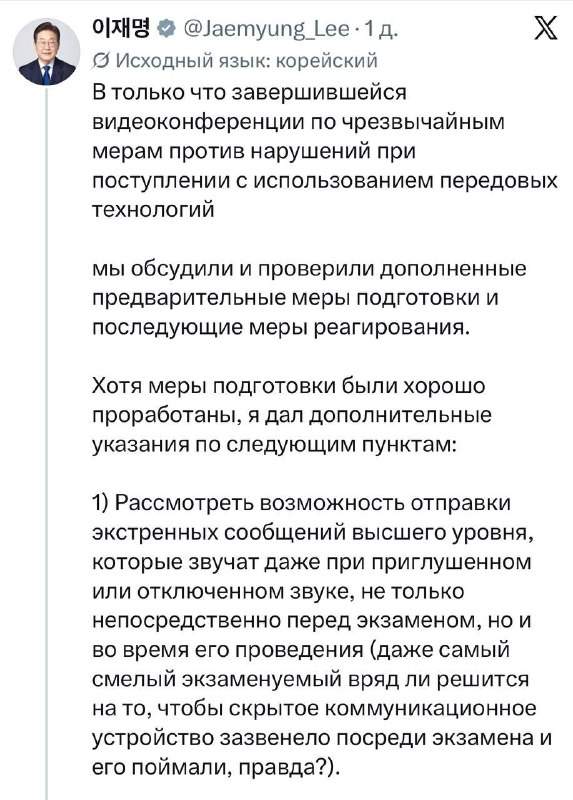 이재명 @Jaemyung_Lee · 1 д.
Исходный язык: корейский
В только что завершившейся
видеоконференции по чрезвычайным
мерам против нарушений при
поступлении с использованием передовых
технологий
мы обсудили и проверили дополненные
предварительные меры подготовки и
последующие меры реагирования.
Хотя меры подготовки были хорошо
проработаны, я дал дополнительные
указания по следующим пунктам:
1) Рассмотреть возможность отправки
экстренных сообщений высшего уровня,
которые звучат даже при приглушенном
или отключенном звуке, не только
непосредственно перед экзаменом, но и
во время его проведения (даже самый
смелый экзаменуемый вряд ли решится
на то, чтобы скрытое коммуникационное
устройство зазвенело посреди экзамена и
его поймали, правда?).